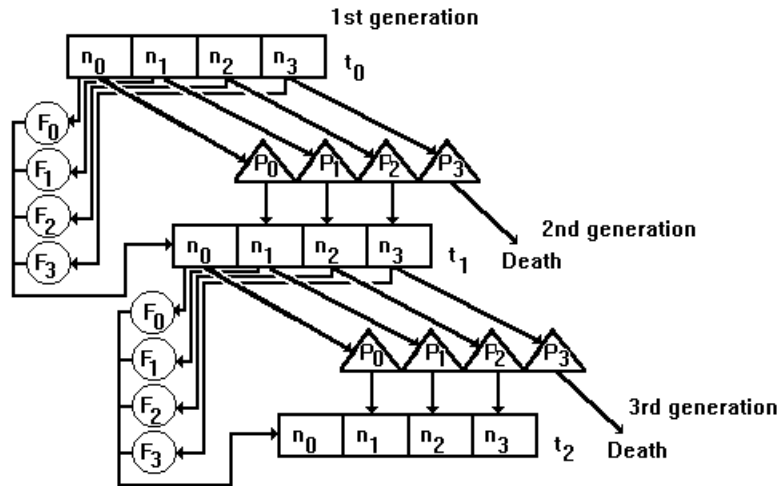 1st generation
n0 n1 n2 n3 t0
F0
P0 P1 P2 P3
F1
F2
2nd generation
n0 n1 n2 n3 t1
F3
Death
F0
P0 P1 P2 P3
F1
F2
3rd generation
n0 n1 n2 n3 t2
F3
Death